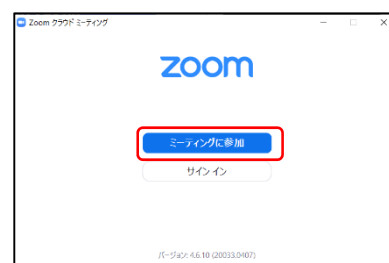 Zoom クラウド ミーティング
zoom
ミーティングに参加
サインイン
バージョン: 4.6.10 (20033.0407)